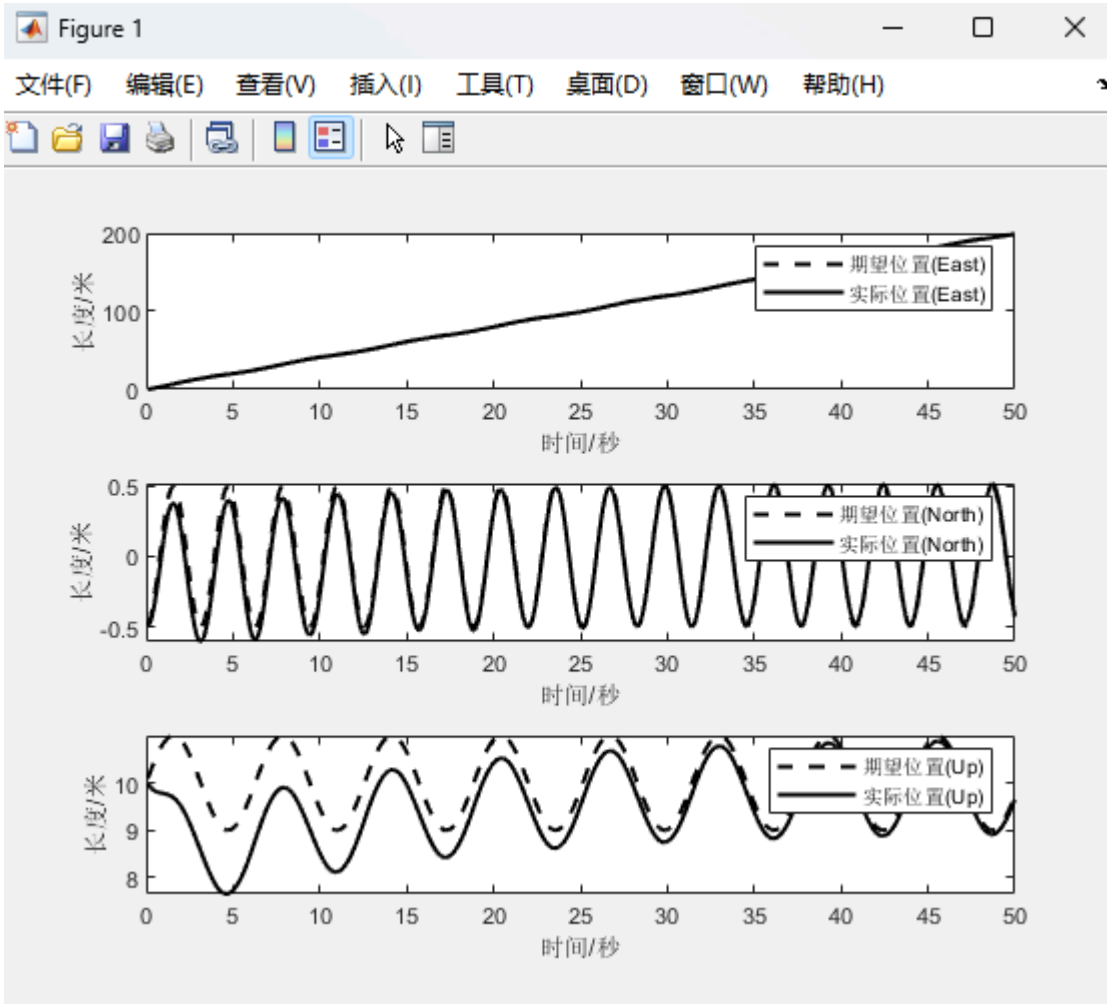 Figure 1
文件(F) 编辑(E) 查看(V) 插入(I) 工具(T) 桌面(D) 窗口(W) 帮助(H)
200
100
0
长度/米
期望位置(East)
实际位置(East)
0 5 10 15 20 25 30 35 40 45 50
时间/秒
0.5
0
-0.5
长度/米
期望位置(North)
实际位置(North)
0 5 10 15 20 25 30 35 40 45 50
时间/秒
10
9
8
长度/米
期望位置(Up)
实际位置(Up)
0 5 10 15 20 25 30 35 40 45 50
时间/秒